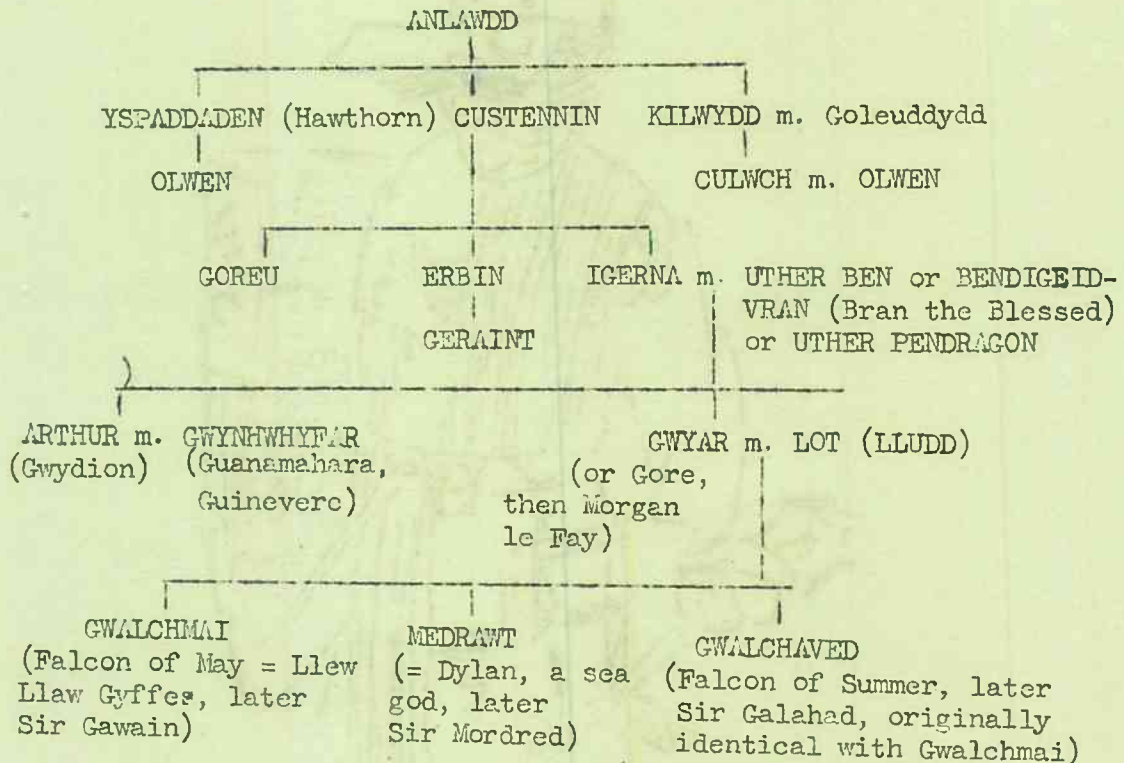 ANLAWDD
YSPADDADEN (Hawthorn) CUSTENNIN KILWYDD m. Goleuddydd
OLWEN CULWCH m. OLWEN
GOREU ERBIN IGERNA m. UTHER BEN or BENDIGEID-
VRAN (Bran the Blessed)
GERAINT or UTHER PENDRAGON
)
ARTHUR m. GWYNHWHYFAR GWYAR m. LOT (LLUDD)
(Gwydion) (Guanamahara, (or Gore,
Guinevere) then Morgan
le Fay)
GWALCHMAI MEDRAWT GWALCHAVED
(Falcon of May = Llew (= Dylan, a sea (Falcon of Summer, later
Llaw Gyffes, later god, later Sir Galahad, originally
Sir Gawain) Sir Mordred) identical with Gwalchmai)